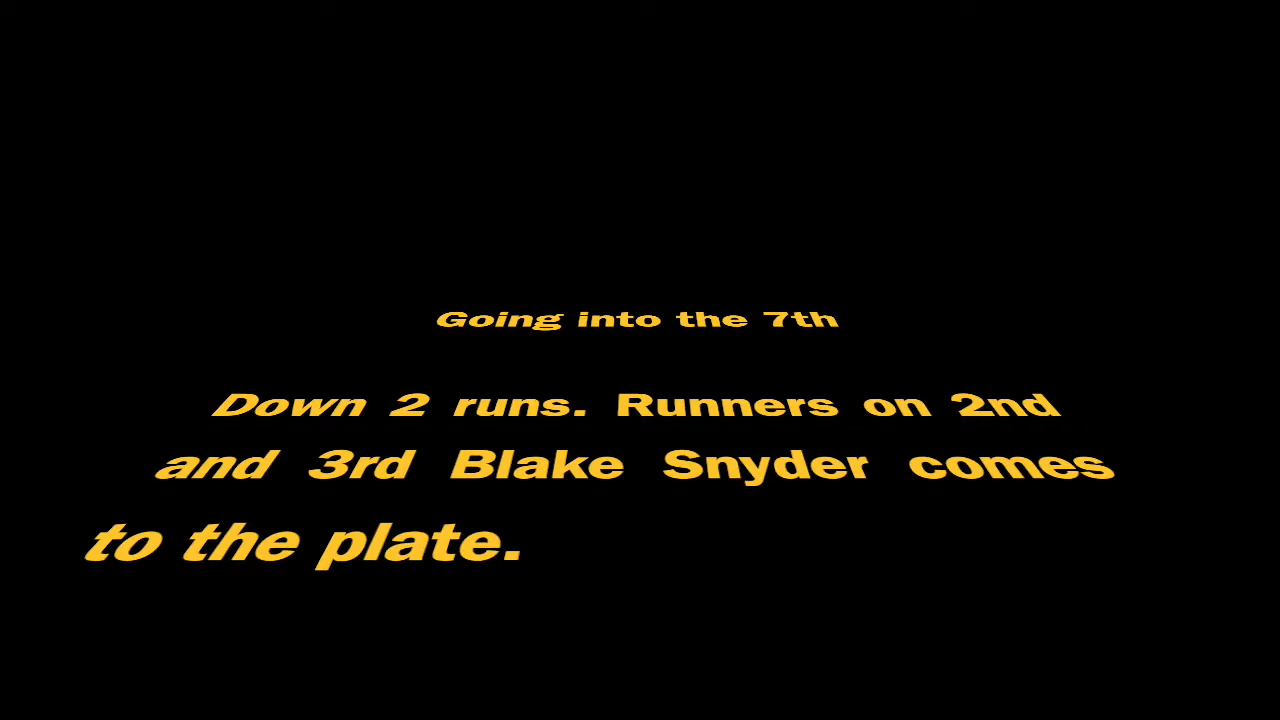 Going into the 7th
Down 2 runs. Runners on 2nd
and 3rd Blake Snyder comes
to the plate.